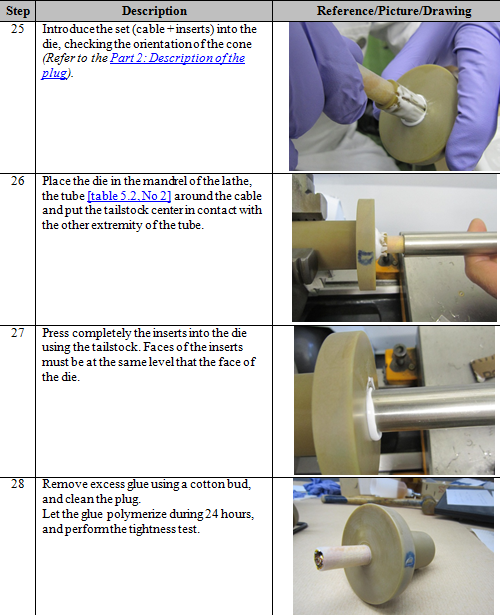 Step Description Reference/Picture/Drawing
25 Introduce the set (cable + inserts) into the
die, checking the orientation of the cone
(Refer to the Part 2: Description of the
plug).
26 Place the die in the mandrel of the lathe,
the tube [table 5.2, No 2] around the cable
and put the tailstock center in contact with
the other extremity of the tube.
27 Press completely the inserts into the die
using the tailstock. Faces of the inserts
must be at the same level that the face of
the die.
28 Remove excess glue using a cotton bud,
and clean the plug.
Let the glue polymerize during 24 hours,
and perform the tightness test.